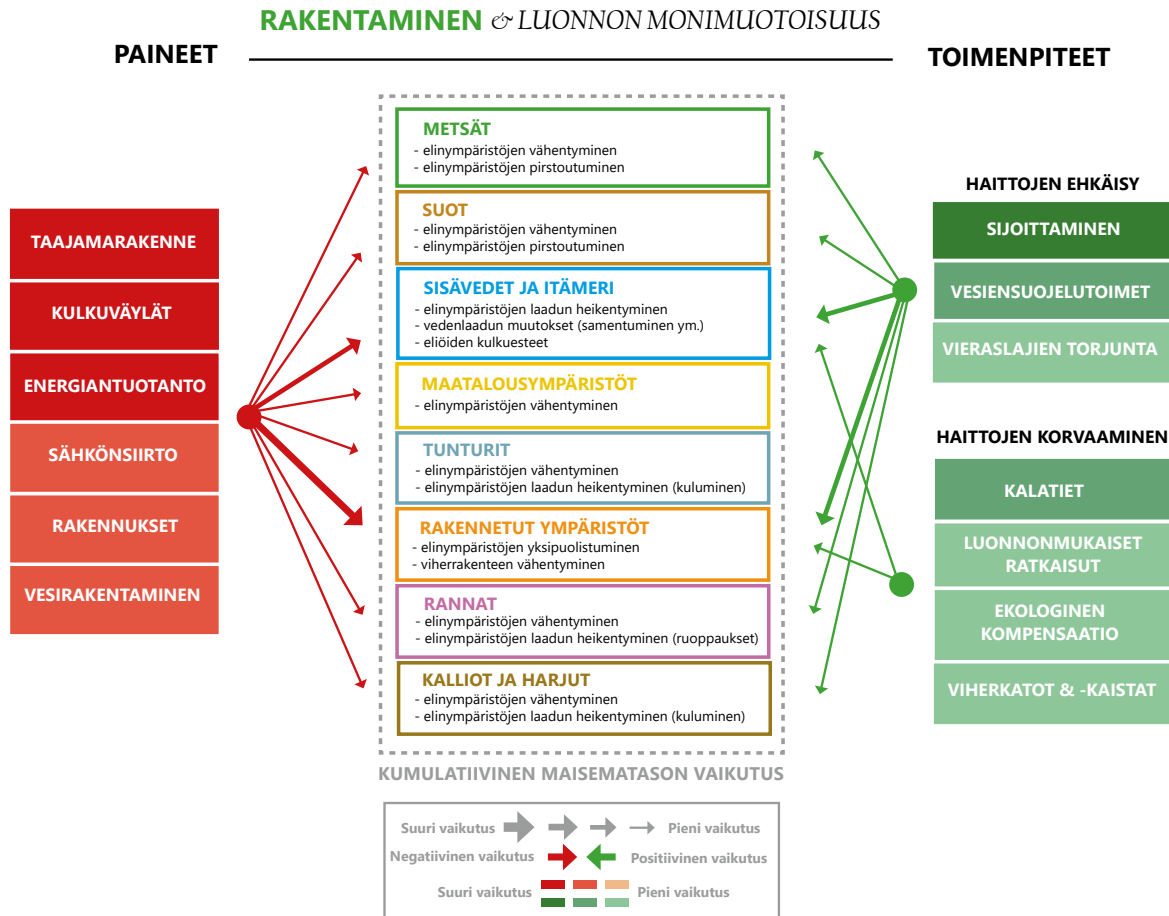 RAKENTAMINEN & LUONNON MONIMUOTOISUUS
PAINEET
TOIMENPITEET
TAAJAMARAKENNE
KULKUVÄYLÄT
ENERGIANTUOTANTO
SÄHKÖNSIIRTO
RAKENNUKSET
VESIRAKENTAMINEN
METSÄT
- elinympäristöjen vähentyminen
- elinympäristöjen pirstoutuminen
SUOT
- elinympäristöjen vähentyminen
- elinympäristöjen pirstoutuminen
SISÄVEDET JA ITÄMERI
- elinympäristöjen laadun heikentyminen
- vedenlaadun muutokset (samentuminen ym.)
- eliöiden kulkuesteet
MAATALOUSYMPÄRISTÖT
- elinympäristöjen vähentyminen
TUNTURIT
- elinympäristöjen vähentyminen
- elinympäristöjen laadun heikentyminen (kuluminen)
RAKENNETUT YMPÄRISTÖT
- elinympäristöjen yksipuolistuminen
- viherrakenteen vähentyminen
RANNAT
- elinympäristöjen vähentyminen
- elinympäristöjen laadun heikentyminen (ruoppaukset)
KALLIOT JA HARJUT
- elinympäristöjen vähentyminen
- elinympäristöjen laadun heikentyminen (kuluminen)
KUMULATIIVINEN MAISEMATASON VAIKUTUS
HAITTOJEN EHKÄISY
SIJOITTAMINEN
VESIENSUOJELUTOIMET
VIERASLAJIEN TORJUNTA
HAITTOJEN KORVAAMINEN
KALATIET
LUONNONMUKAISET
RATKAISUT
EKOLOGINEN
KOMPENSAATIO
VIHERKATOT & -KAISTAT
Suuri vaikutus Pieni vaikutus
Negatiivinen vaikutus Positiivinen vaikutus
Suuri vaikutus Pieni vaikutus